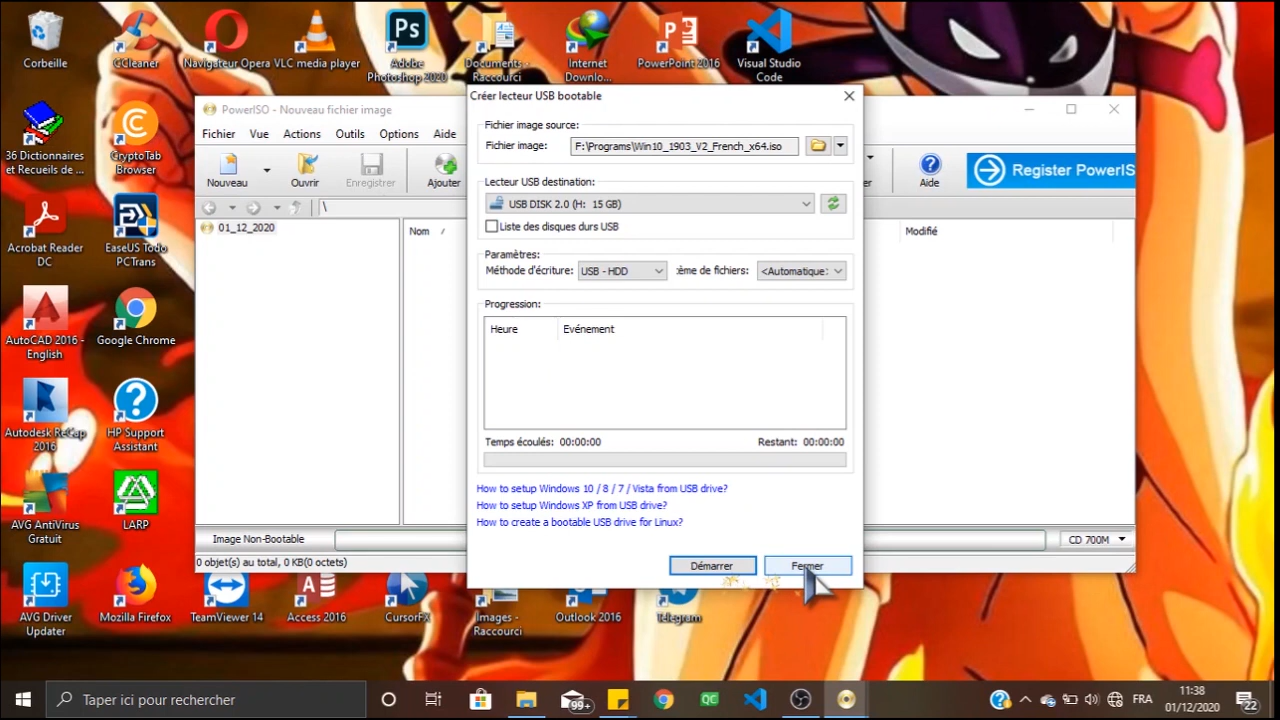 Corbeille
CCleaner
Navigateur Opera
VLC media player
Ps
Adobe
Photoshop 2020
Documents -
Raccourci
Internet
Downlo...
PowerPoint 2016
Visual Studio
Code
36 Dictionnaires
et Recueils de ...
CryptoTab
Browser
Acrobat Reader
DC
EaseUS Todo
PCTrans
AutoCAD 2016 -
English
Google Chrome
Autodesk ReCap
2016
HP Support
Assistant
AVG AntiVirus
Gratuit
LARP
AVG Driver
Updater
Mozilla Firefox
TeamViewer 14
Access 2016
CursorFX
Images -
Raccourci
Outlook 2016
Telegram
PowerISO - Nouveau fichier image
Fichier Vue Actions Outils Options Aide
Nouveau
Ouvrir
Enregistrer
Ajouter
er
Aide
Register PowerIS
\
01_12_2020
Nom
Modifié
Image Non-Bootable
CD 700M
0 objet(s) au total, 0 KB(0 octets)
Créer lecteur USB bootable
Fichier image source:
Fichier image: F:\Programs\Win10_1903_V2_French_x64.iso
Lecteur USB destination:
USB DISK 2.0 (H: 15 GB)
Liste des disques durs USB
Paramètres:
Méthode d'écriture: USB - HDD :ème de fichiers: <Automatique:
Progression:
Heure Evénement
Temps écoulés: 00:00:00 Restant: 00:00:00
How to setup Windows 10 / 8 / 7 / Vista from USB drive?
How to setup Windows XP from USB drive?
How to create a bootable USB drive for Linux?
Démarrer Fermer
Taper ici pour rechercher
99+
QC
FRA
11:38
01/12/2020
22